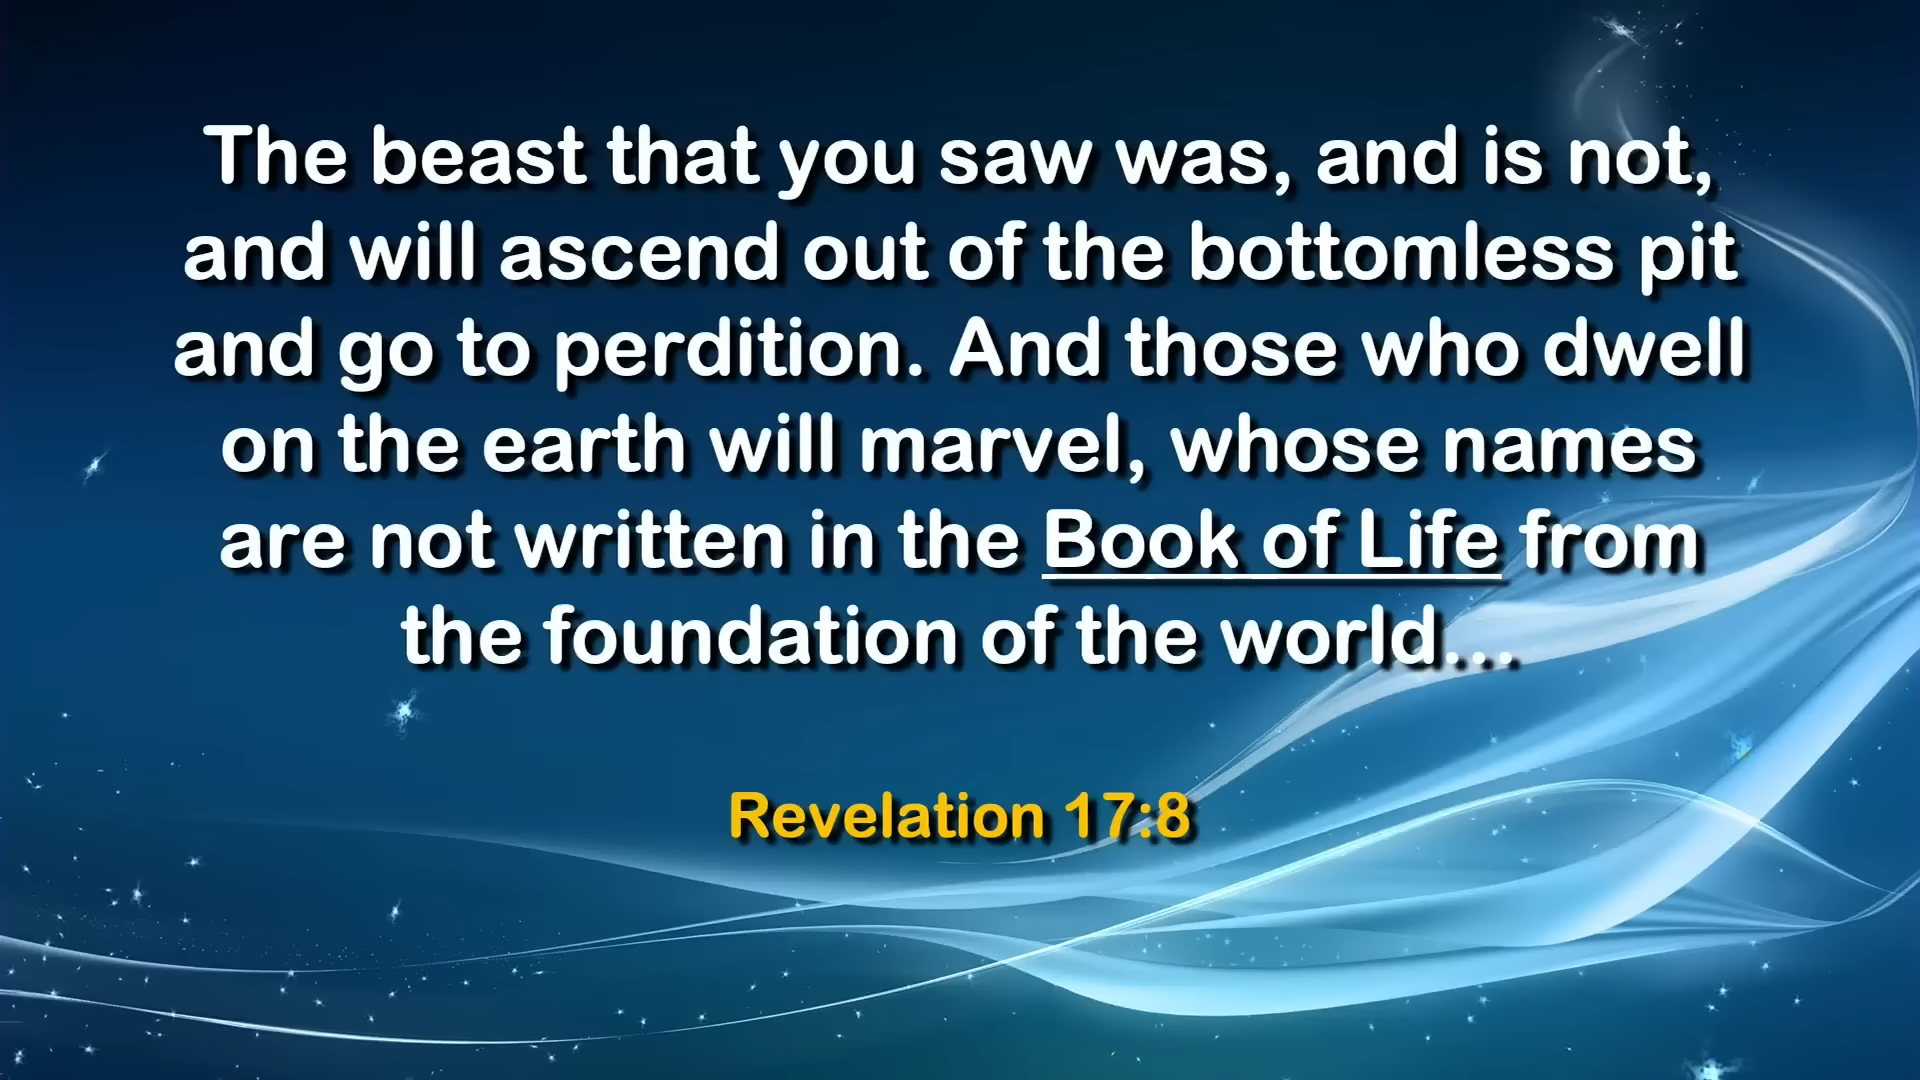 The beast that you saw was, and is not,
and will ascend out of the bottomless pit
and go to perdition. And those who dwell
on the earth will marvel, whose names
are not written in the Book of Life from
the foundation of the world...
Revelation 17:8